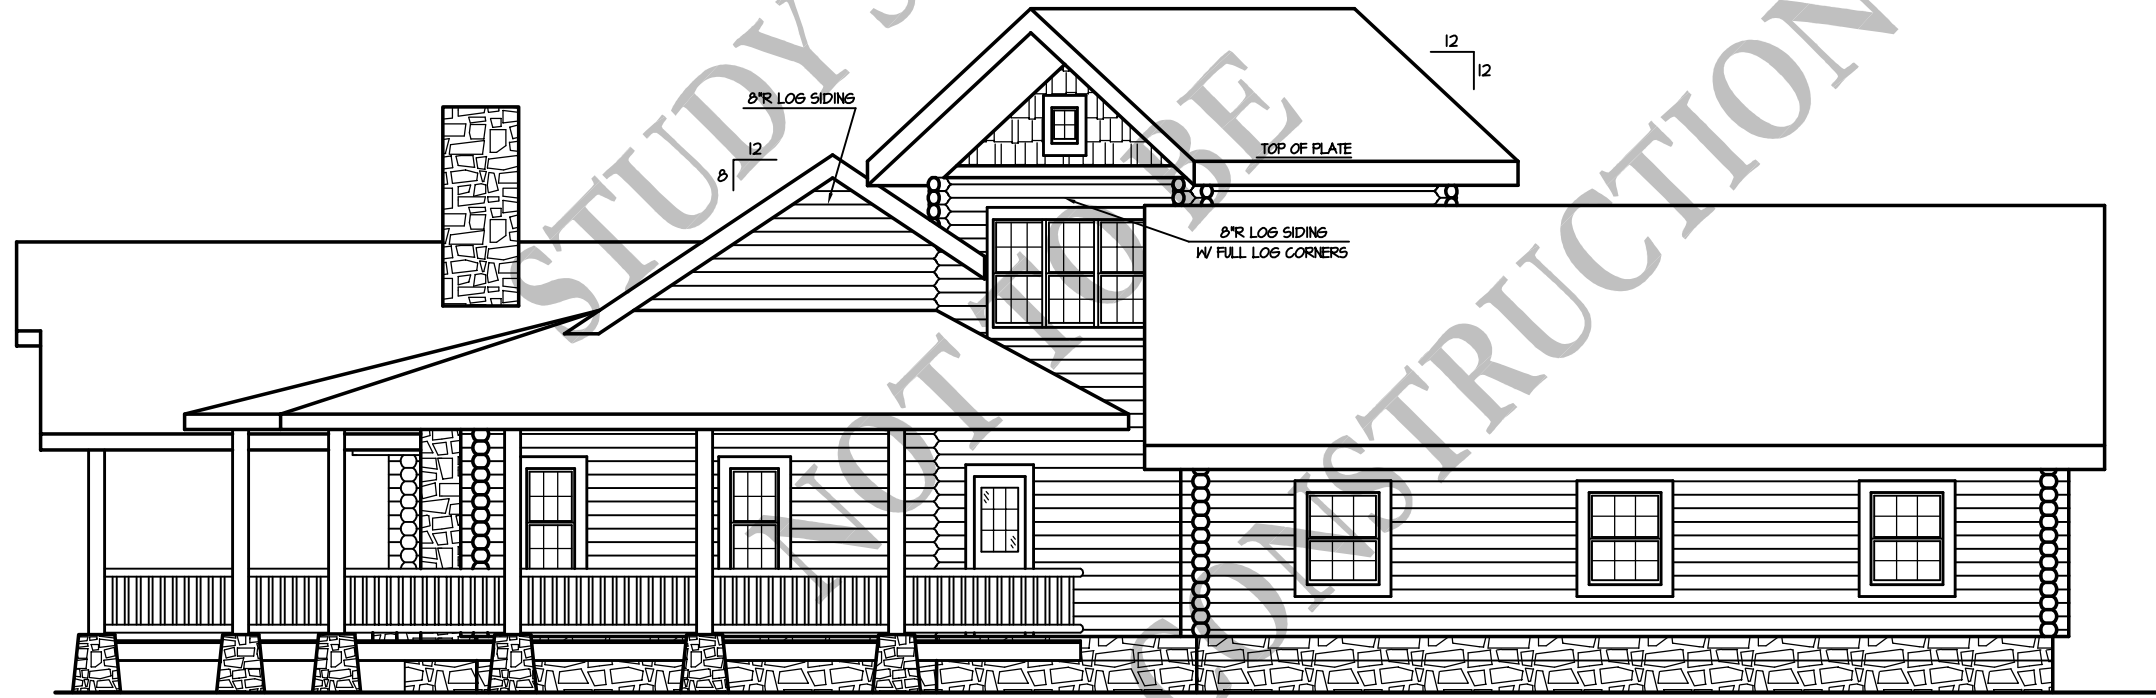 STUDY S
NOT TO BE
CONSTRUCTION
12
12
8"R LOG SIDING
12
8
TOP OF PLATE
8"R LOG SIDING
W/ FULL LOG CORNERS